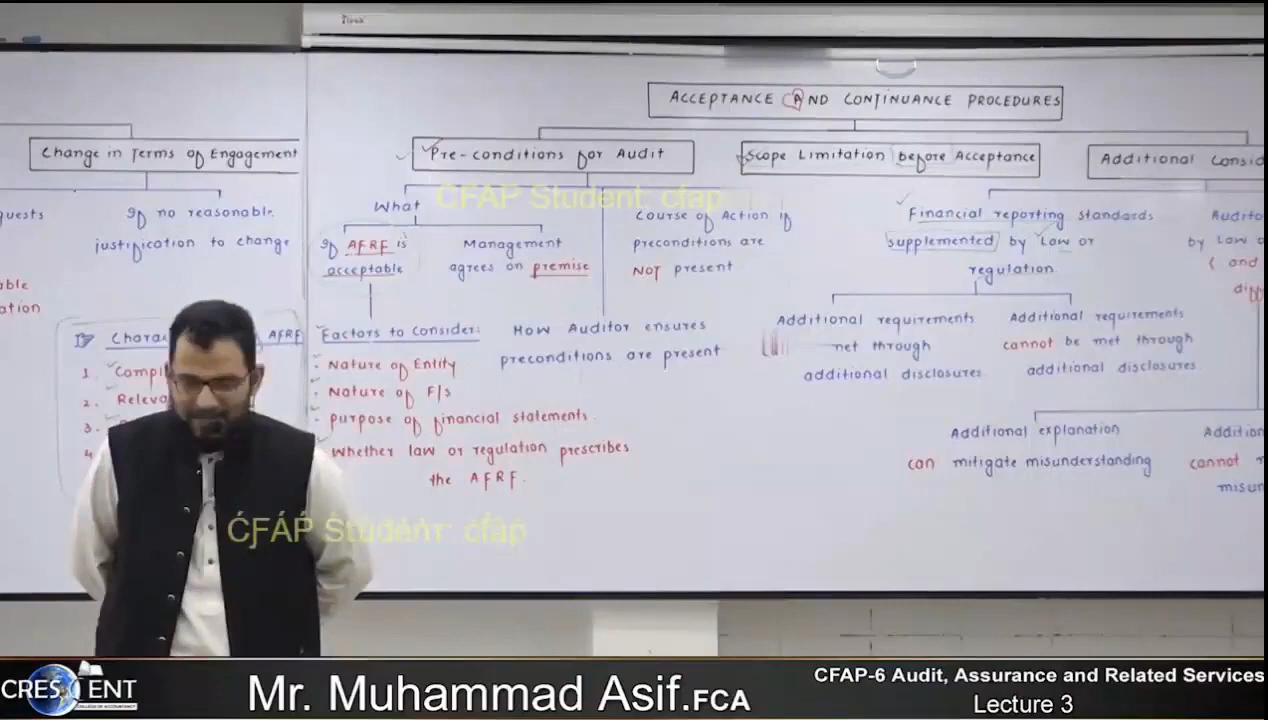 ACCEPTANCE AND CONTINUANCE PROCEDURES
Change in Terms of Engagement
Pre-conditions for Audit
Scope Limitation before Acceptance
Additional
CFAP Student: cfap
If no reasonable
justification to change
What
If AFRF is
acceptable
Management
agrees on premise
Course of Action if
preconditions are
NOT present
Financial reporting standards
supplemented by law or
regulation
by Law
( and
AFRF
1.
2.
3.
4
Factors to Consider:
- Nature of Entity
- Nature of F/S
- Purpose of financial statements.
Whether law or regulation prescribes
the AFRF.
How Auditor ensures
preconditions are present
Additional requirements
met through
additional disclosures
Additional requirements
cannot be met through
additional disclosures
Additional explanation
can mitigate misunderstanding
cannot
CFAP Student: cfap
CRESCENT
COLLEGE OF ACCOUNTANCY
Mr. Muhammad Asif.FCA
CFAP-6 Audit, Assurance and Related Services
Lecture 3